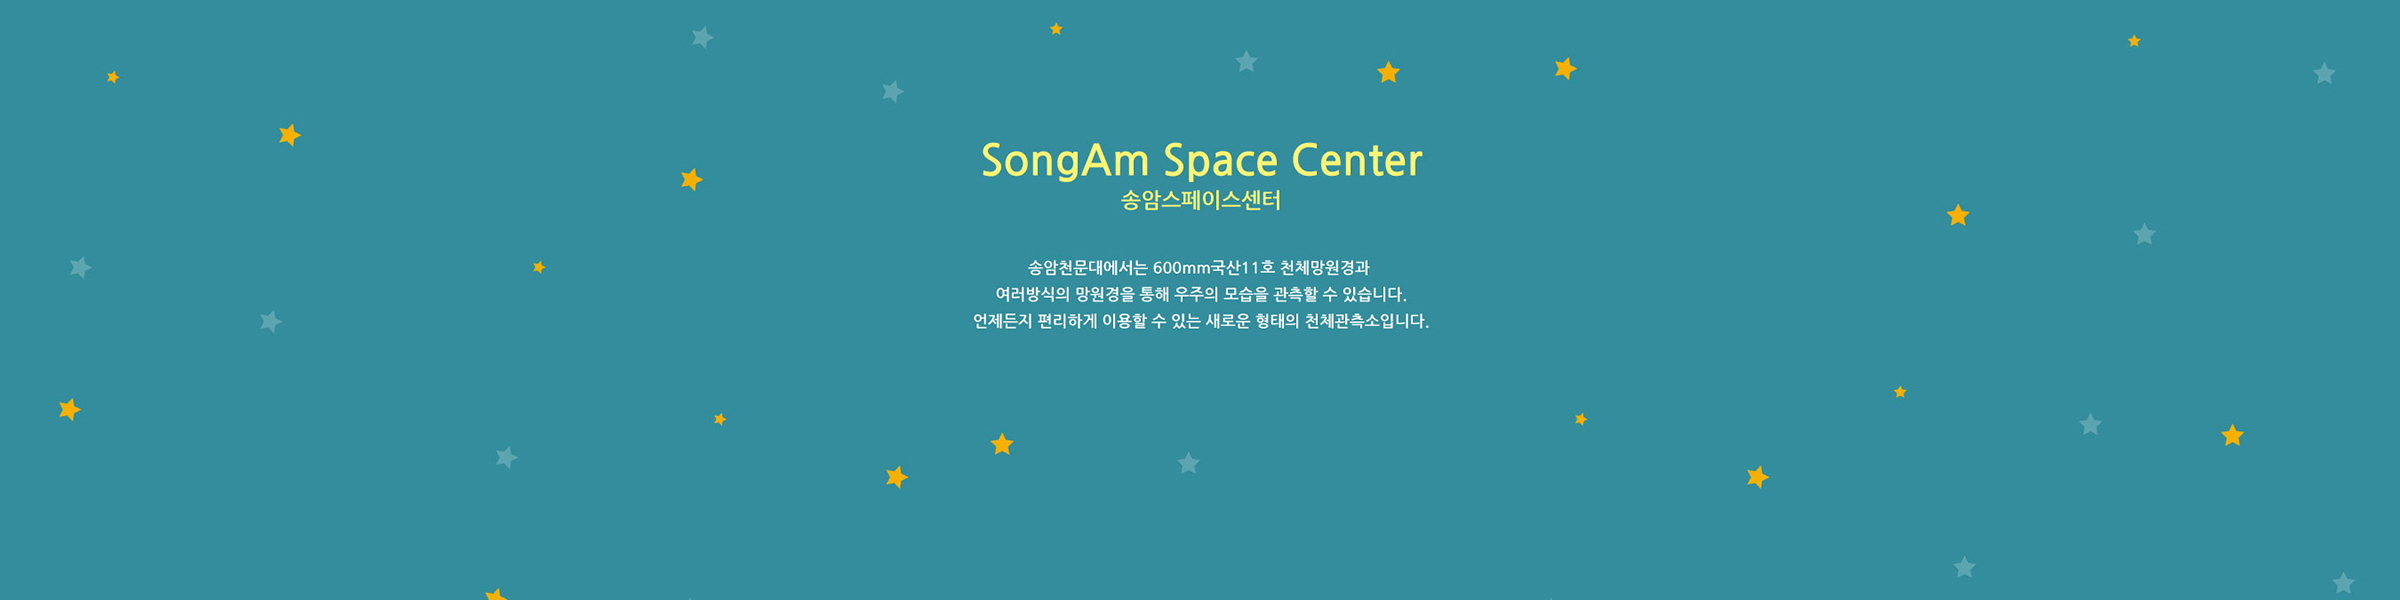 SongAm Space Center
송암스페이스센터
송암천문대에서는 600mm국산11호 천체망원경과
여러방식의 망원경을 통해 우주의 모습을 관측할 수 있습니다.
언제든지 편리하게 이용할 수 있는 새로운 형태의 천체관측소입니다.